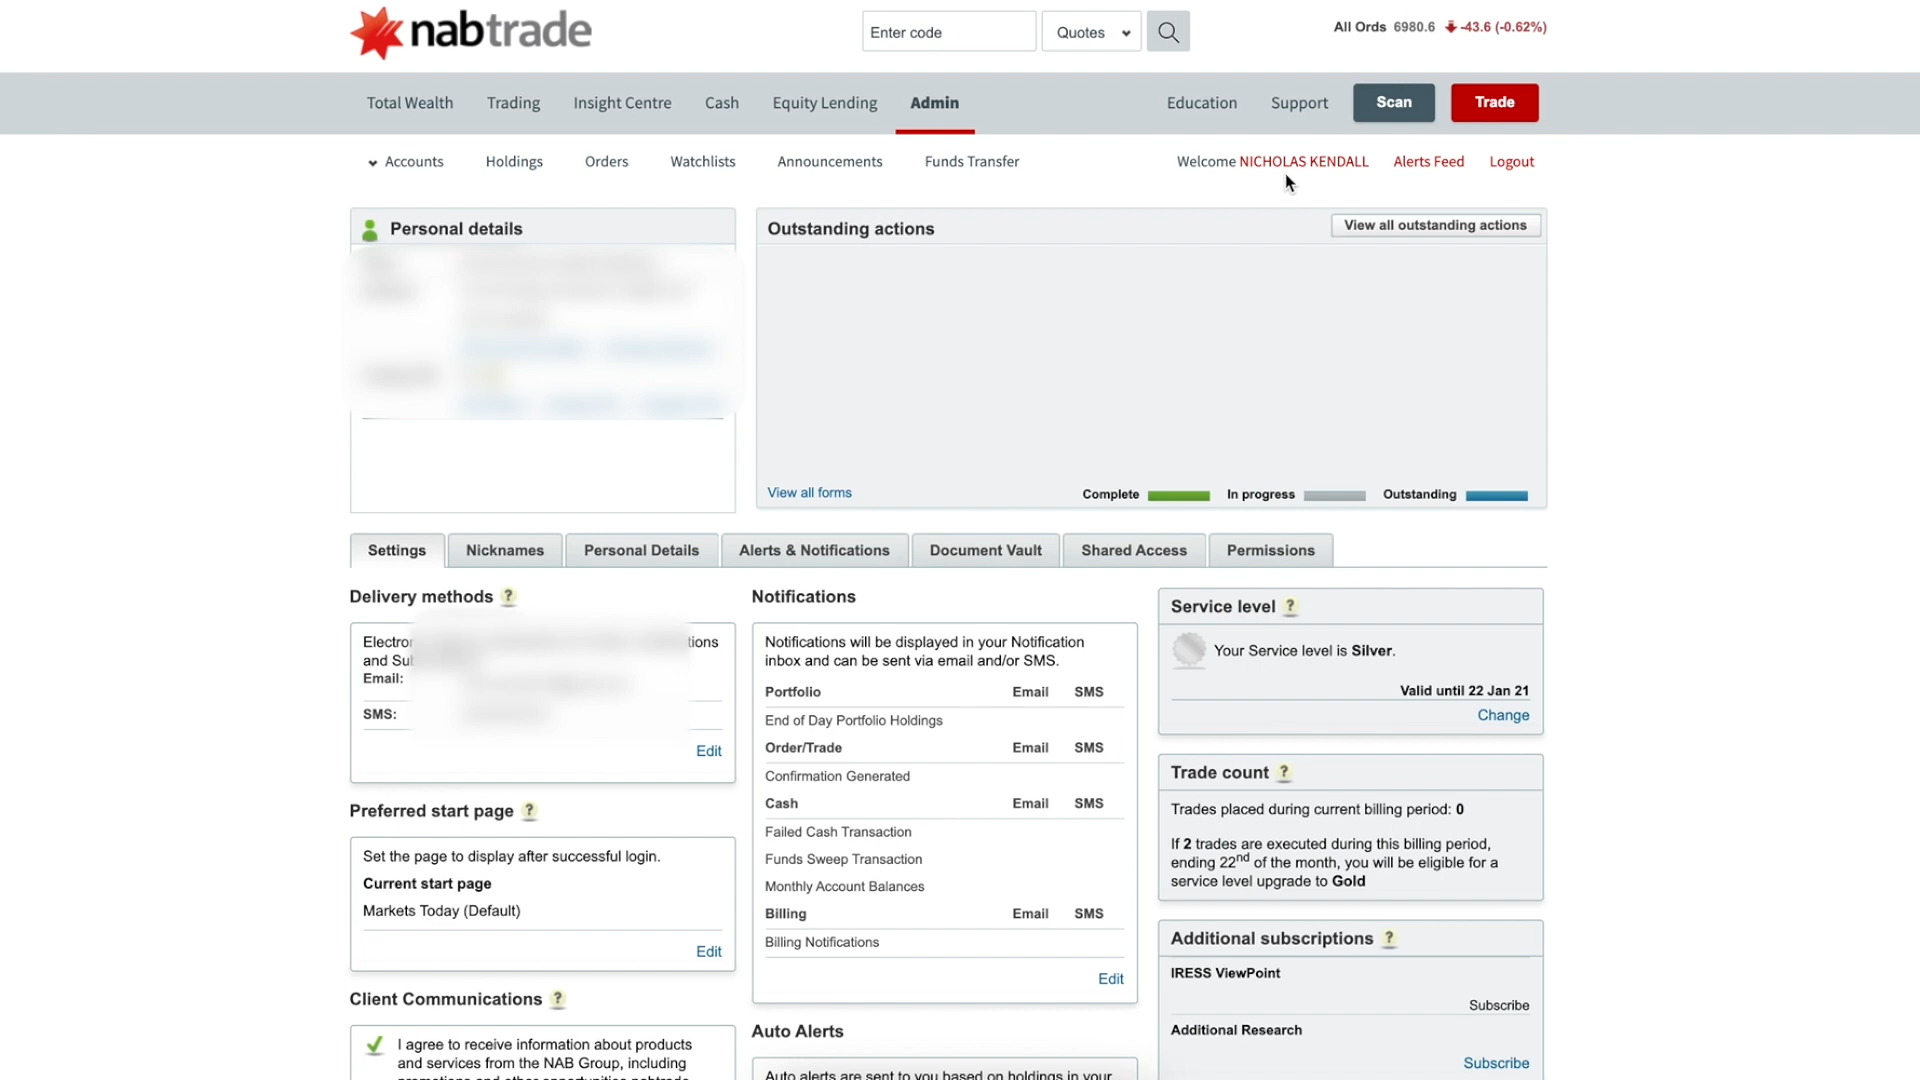 nabtrade
Enter code
Quotes
All Ords 6980.6 -43.6 (-0.62%)
Total Wealth Trading Insight Centre Cash Equity Lending Admin Education Support Scan Trade
Accounts Holdings Orders Watchlists Announcements Funds Transfer Welcome NICHOLAS KENDALL Alerts Feed Logout
Personal details
Outstanding actions
View all outstanding actions
View all forms
Complete In progress Outstanding
Settings Nicknames Personal Details Alerts & Notifications Document Vault Shared Access Permissions
Delivery methods ?
and
Email:
SMS:
Edit
Preferred start page ?
Set the page to display after successful login.
Current start page
Markets Today (Default)
Edit
Client Communications ?
I agree to receive information about products
and services from the NAB Group, including
Notifications
Notifications will be displayed in your Notification
inbox and can be sent via email and/or SMS.
Portfolio Email SMS
End of Day Portfolio Holdings
Order/Trade Email SMS
Confirmation Generated
Cash Email SMS
Failed Cash Transaction
Funds Sweep Transaction
Monthly Account Balances
Billing Email SMS
Billing Notifications
Edit
Auto Alerts
Auto alerts are sent to you based on holdings in your
Service level ?
Your Service level is Silver.
Valid until 22 Jan 21
Change
Trade count ?
Trades placed during current billing period: 0
If 2 trades are executed during this billing period,
ending 22nd of the month, you will be eligible for a
service level upgrade to Gold
Additional subscriptions ?
IRESS ViewPoint
Subscribe
Additional Research
Subscribe